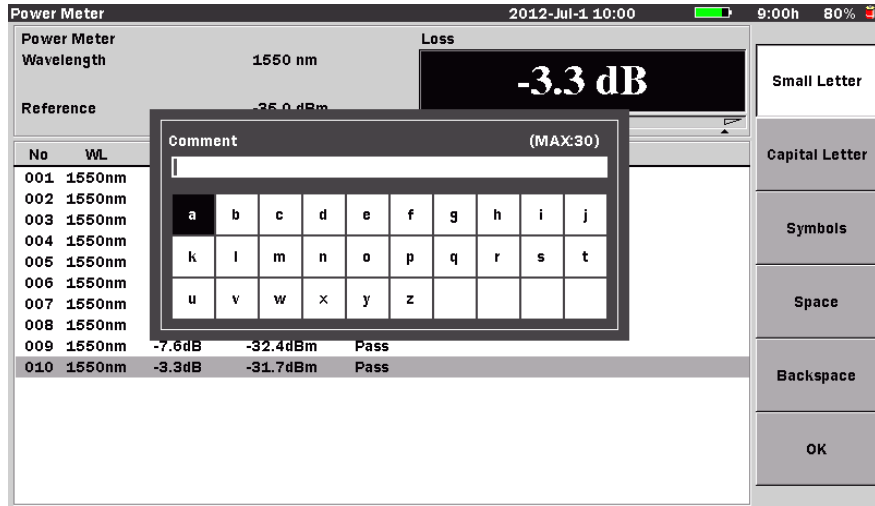 Power Meter 2012-Jul-1 10:00 9:00h 80%
Power Meter Loss
Wavelength 1550 nm
-3.3 dB
Reference
Comment (MAX:30)
a b c d e f g h i j
k l m n o p q r s t
u v w x y z
No WL
001 1550nm
002 1550nm
003 1550nm
004 1550nm
005 1550nm
006 1550nm
007 1550nm
008 1550nm
009 1550nm -7.6dB -32.4dBm Pass
010 1550nm -3.3dB -31.7dBm Pass
Small Letter
Capital Letter
Symbols
Space
Backspace
OK